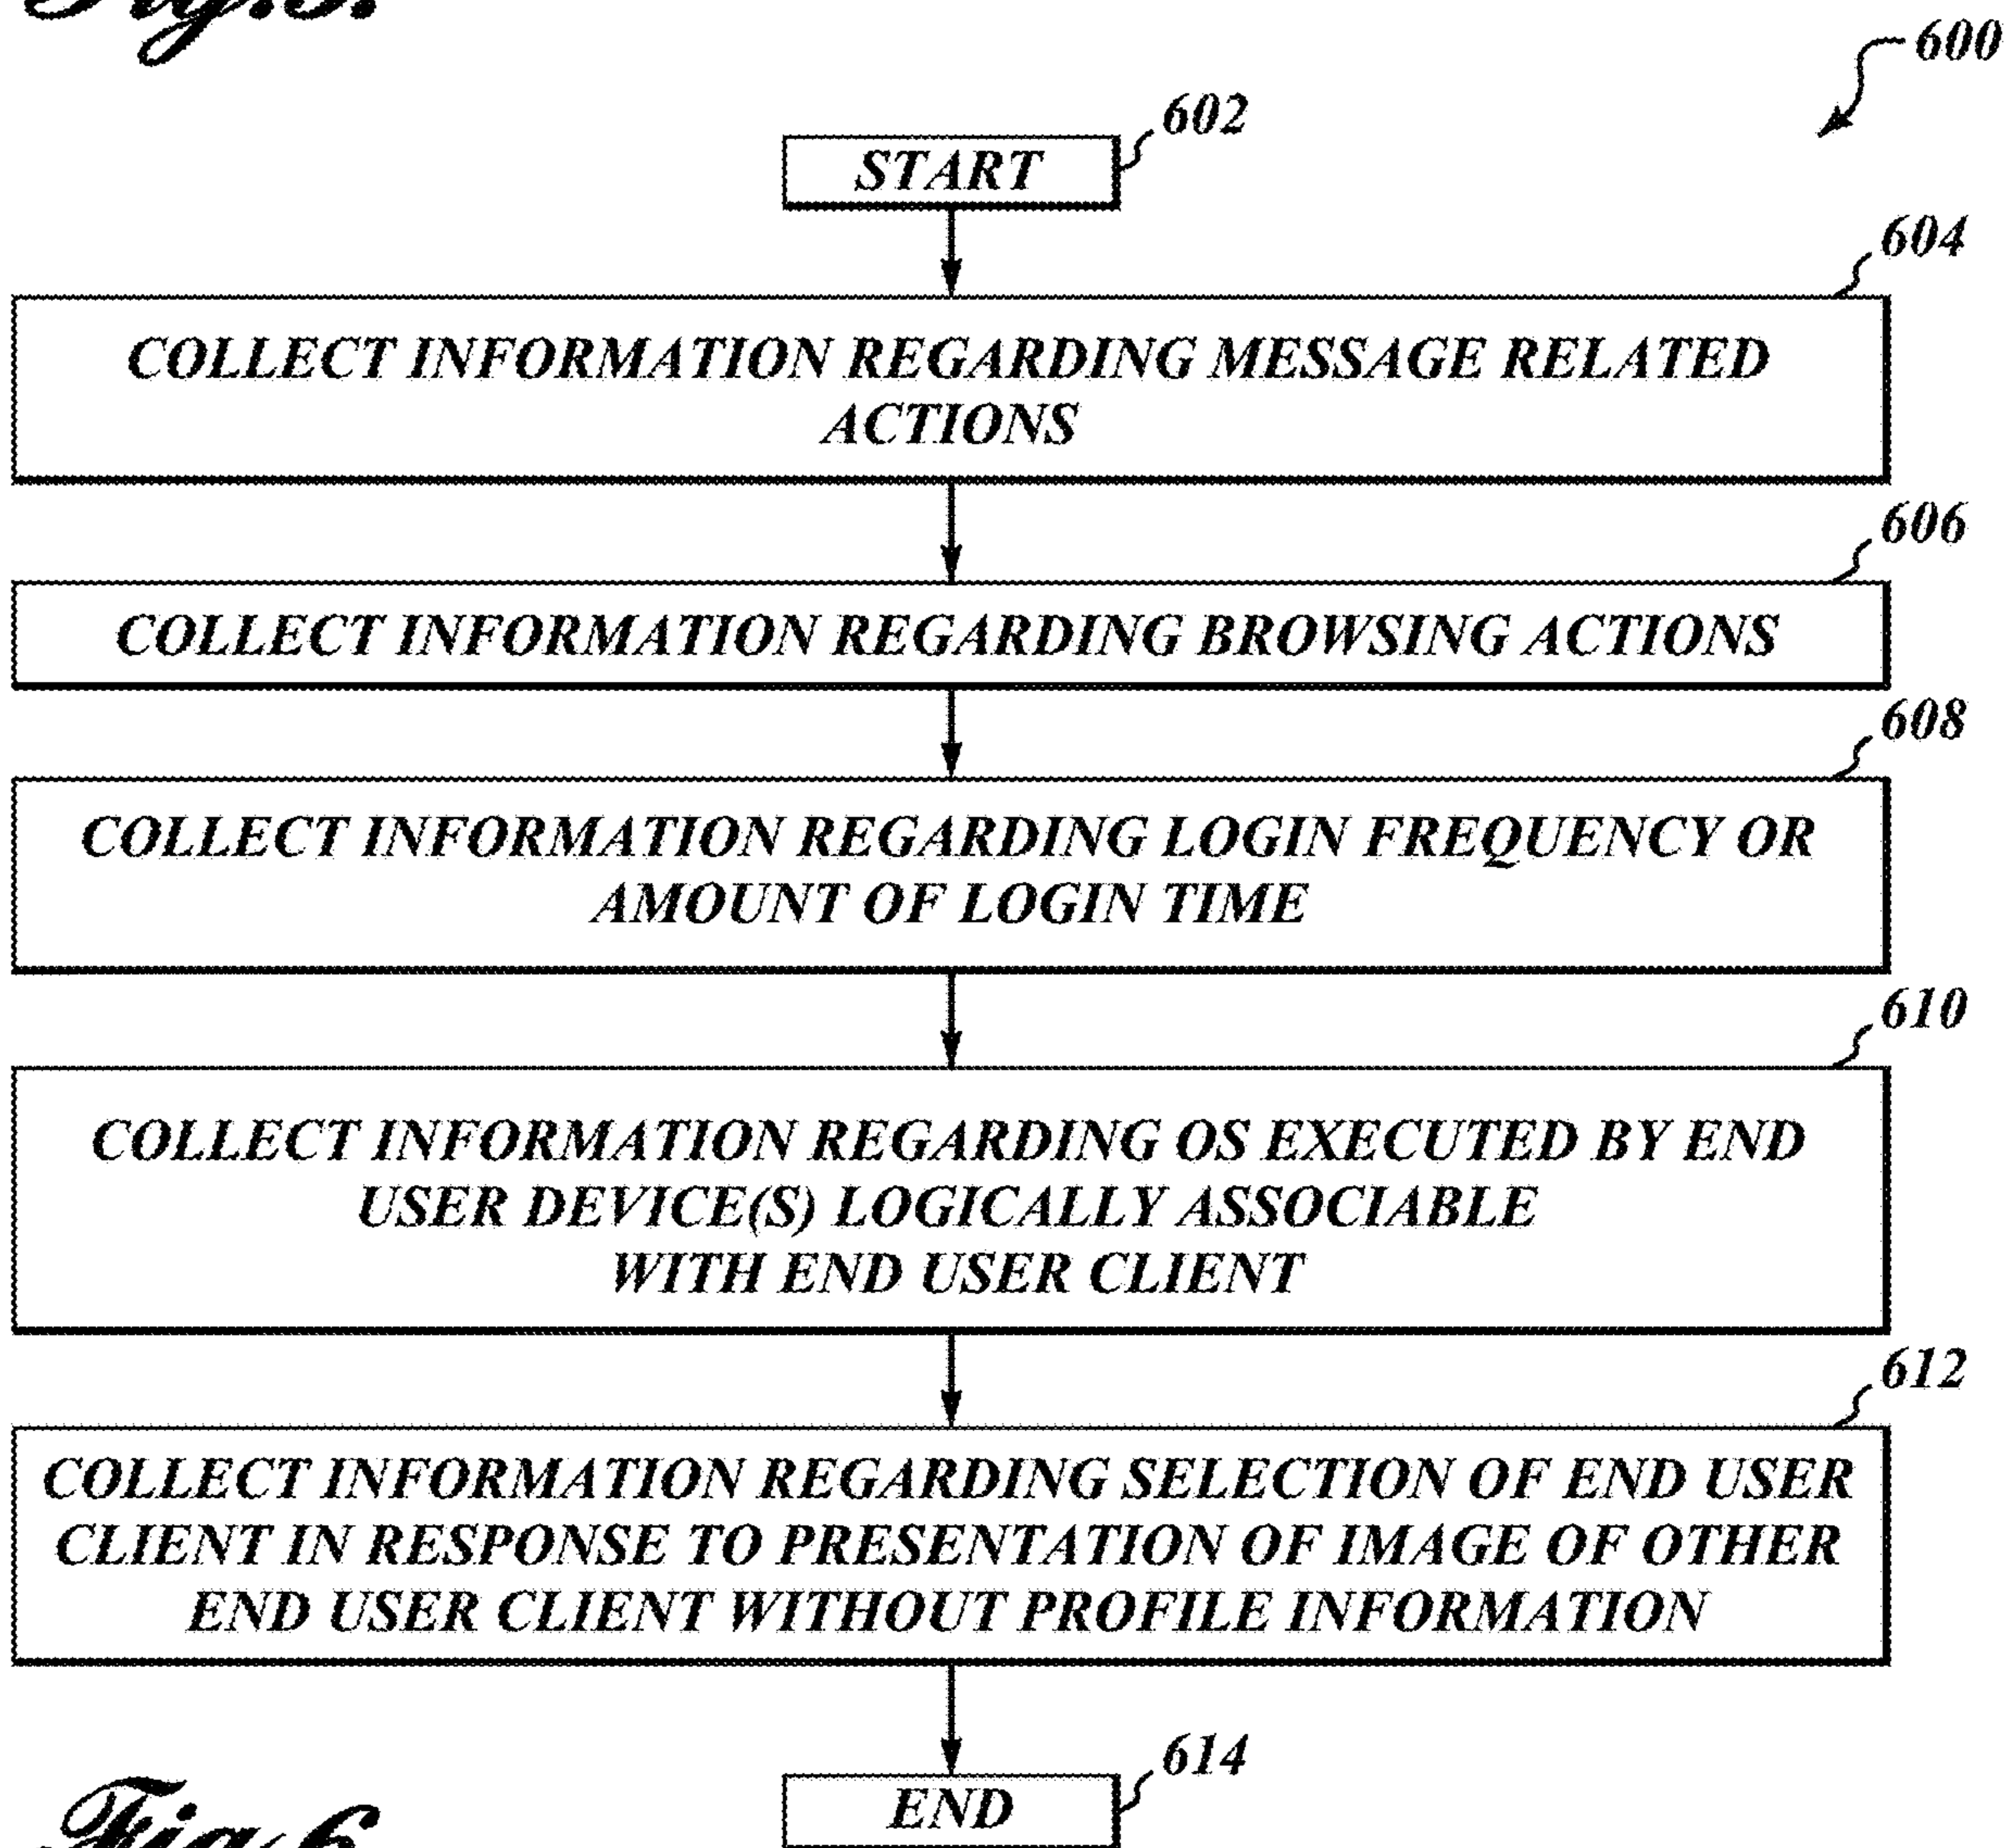 600
602
START
604
COLLECT INFORMATION REGARDING MESSAGE RELATED
ACTIONS
606
COLLECT INFORMATION REGARDING BROWSING ACTIONS
608
COLLECT INFORMATION REGARDING LOGIN FREQUENCY OR
AMOUNT OF LOGIN TIME
610
COLLECT INFORMATION REGARDING OS EXECUTED BY END
USER DEVICE(S) LOGICALLY ASSOCIABLE
WITH END USER CLIENT
612
COLLECT INFORMATION REGARDING SELECTION OF END USER
CLIENT IN RESPONSE TO PRESENTATION OF IMAGE OF OTHER
END USER CLIENT WITHOUT PROFILE INFORMATION
614
END
Fig.6.